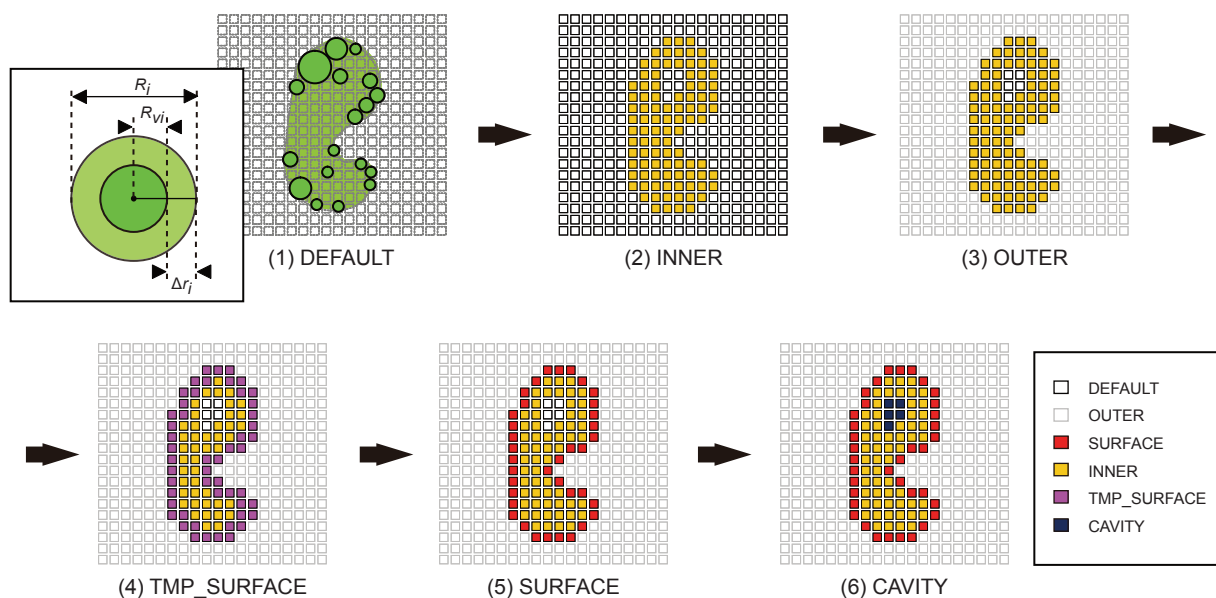 R_i
R_vi
Δr_i
(1) DEFAULT
(2) INNER
(3) OUTER
(4) TMP_SURFACE
(5) SURFACE
(6) CAVITY
DEFAULT
OUTER
SURFACE
INNER
TMP_SURFACE
CAVITY